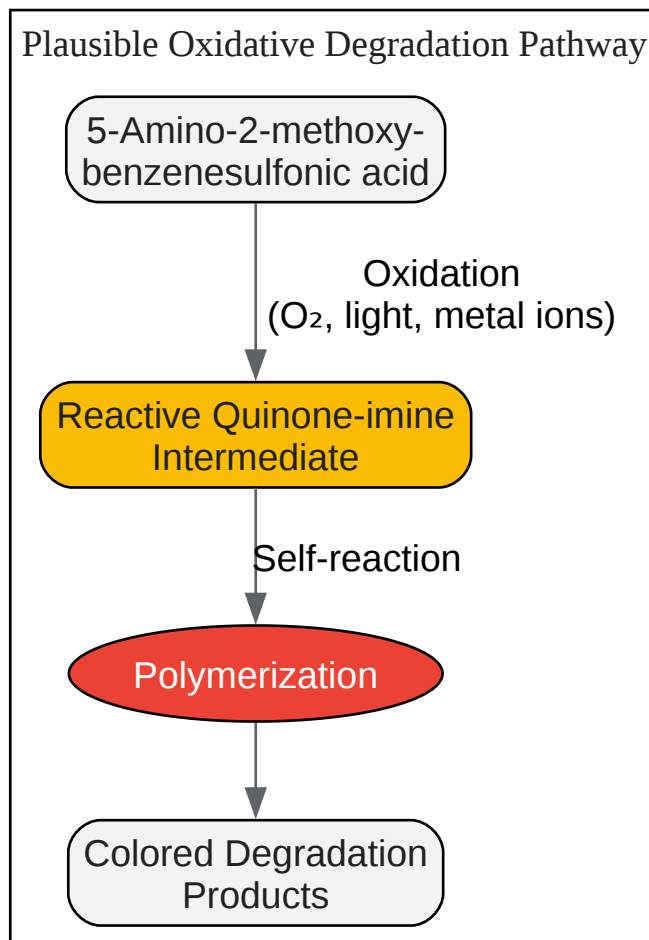 Plausible Oxidative Degradation Pathway
5-Amino-2-methoxy-
benzenesulfonic acid
Oxidation
(O₂, light, metal ions)
Reactive Quinone-imine
Intermediate
Self-reaction
Polymerization
Colored Degradation
Products